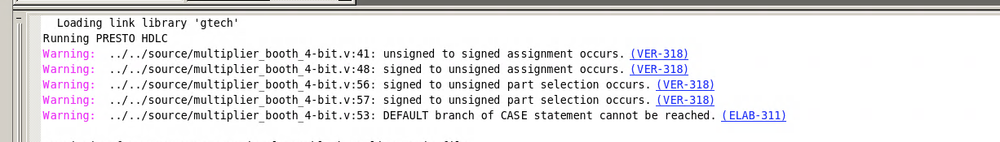 Loading link library 'gtech'
Running PRESTO HDLC
Warning:  ../../source/multiplier_booth_4-bit.v:41: unsigned to signed assignment occurs. (VER-318)
Warning:  ../../source/multiplier_booth_4-bit.v:48: signed to unsigned assignment occurs. (VER-318)
Warning:  ../../source/multiplier_booth_4-bit.v:56: signed to unsigned part selection occurs. (VER-318)
Warning:  ../../source/multiplier_booth_4-bit.v:57: signed to unsigned part selection occurs. (VER-318)
Warning:  ../../source/multiplier_booth_4-bit.v:53: DEFAULT branch of CASE statement cannot be reached. (ELAB-311)